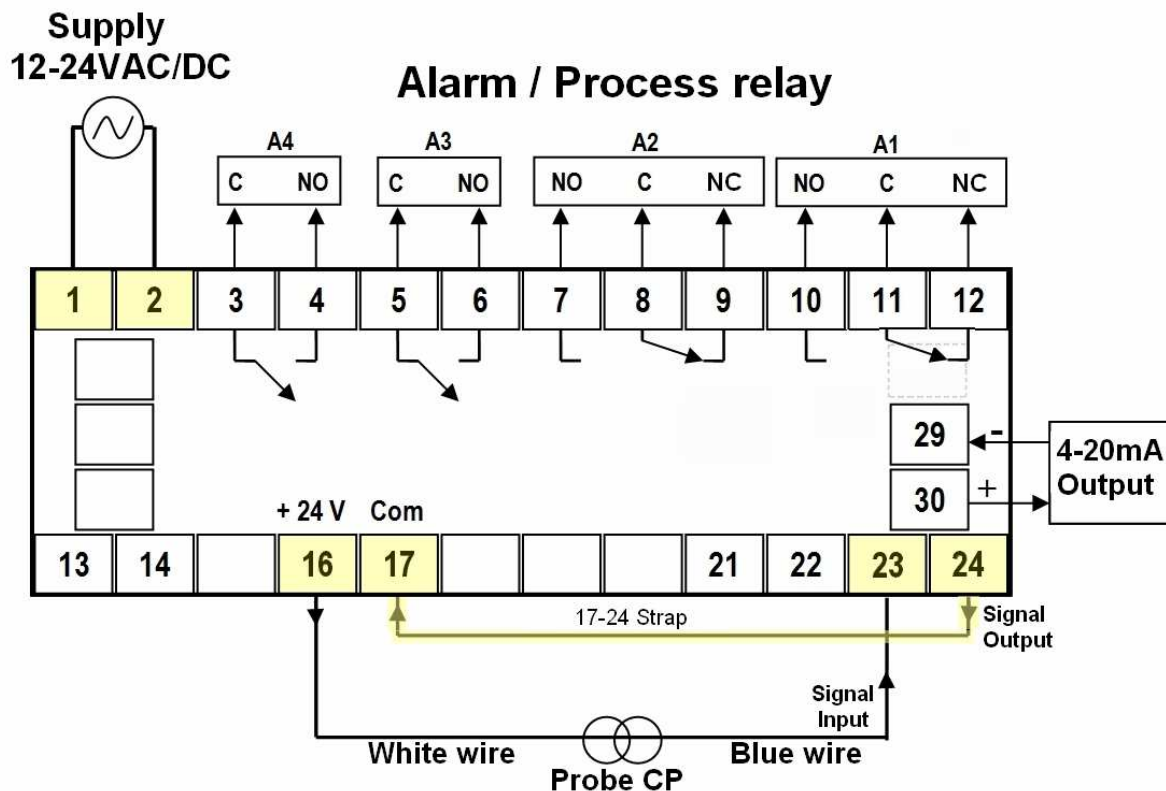 Supply
12-24VAC/DC
Alarm / Process relay
A4 A3 A2 A1
C NO C NO NO C NC NO C NC
1 2 3 4 5 6 7 8 9 10 11 12
29 -
30 +
4-20mA
Output
+ 24 V Com
13 14 16 17 21 22 23 24
17-24 Strap
Signal
Output
Signal
Input
White wire Blue wire
Probe CP